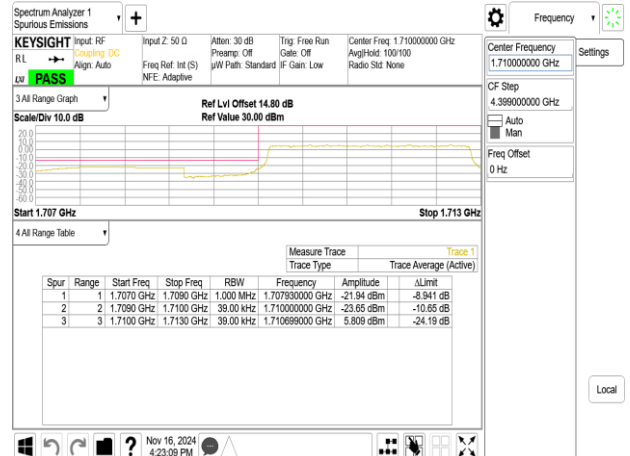 Spectrum Analyzer 1
Spurious Emissions
Frequency
KEYSIGHT Input: RF Input Z: 50 Ω Atten: 30 dB Trig: Free Run Center Freq: 1.710000000 GHz
Coupling: DC Preamp: Off Gate: Off Avg|Hold: 100/100
RL Align: Auto Freq Ref: Int (S) µW Path: Standard IF Gain: Low Radio Std: None
NFE: Adaptive
LXI PASS
Center Frequency
1.710000000 GHz
Settings
CF Step
4.399000000 GHz
Auto
Man
Freq Offset
0 Hz
3 All Range Graph
Ref Lvl Offset 14.80 dB
Scale/Div 10.0 dB Ref Value 30.00 dBm
20.0
10.0
0.00
-10.0
-20.0
-30.0
-40.0
-50.0
-60.0
Start 1.707 GHz Stop 1.713 GHz
4 All Range Table
Measure Trace Trace 1
Trace Type Trace Average (Active)
Spur Range Start Freq Stop Freq RBW Frequency Amplitude ΔLimit
1 1 1.7070 GHz 1.7090 GHz 1.000 MHz 1.707930000 GHz -21.94 dBm -8.941 dB
2 2 1.7090 GHz 1.7100 GHz 39.00 kHz 1.710000000 GHz -23.65 dBm -10.65 dB
3 3 1.7100 GHz 1.7130 GHz 39.00 kHz 1.710699000 GHz 5.809 dBm -24.19 dB
Local
? Nov 16, 2024
4:23:09 PM